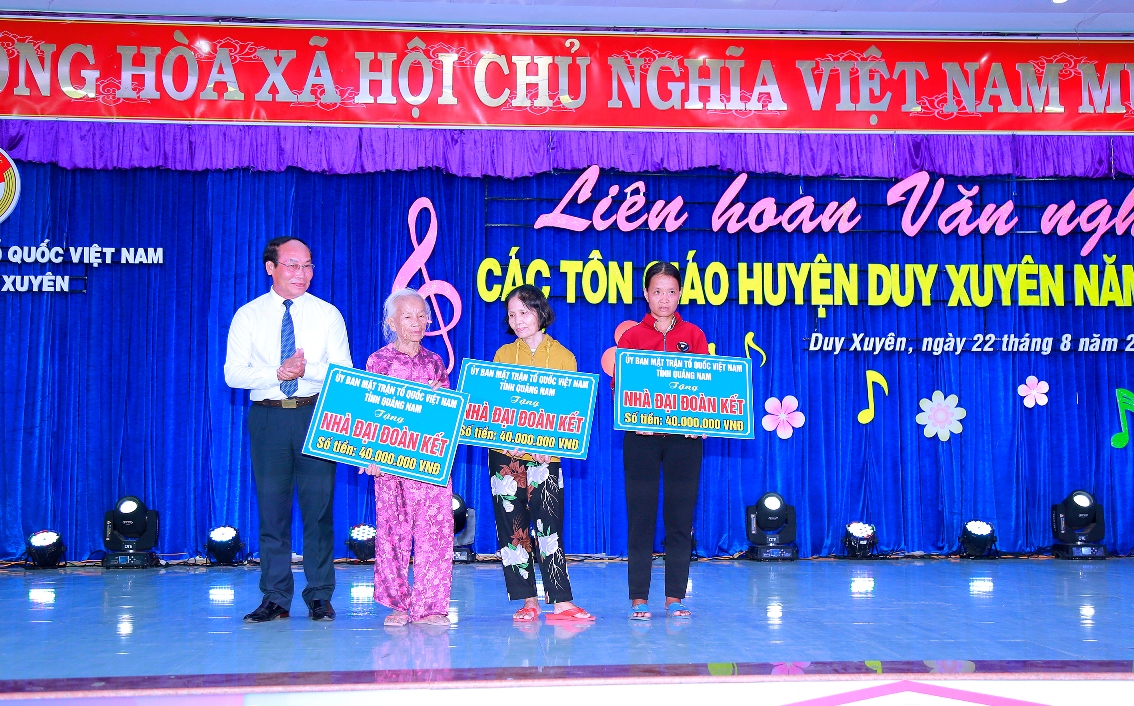 HÒA XÃ HỘI CHỦ NGHĨA VIỆT NAM
QUỐC VIỆT NAM
XUYÊN
Liên hoan Văn
CÁC TÔN GIÁO HUYỆN DUY XUYÊN NĂM
Duy Xuyên, ngày 22 tháng 8 năm
ỦY BAN MẶT TRẬN TỔ QUỐC VIỆT NAM
TỈNH QUẢNG NAM
Tặng
NHÀ ĐẠI ĐOÀN KẾT
Số tiền: 40.000.000 VNĐ
ỦY BAN MẶT TRẬN TỔ QUỐC VIỆT NAM
TỈNH QUẢNG NAM
Tặng
NHÀ ĐẠI ĐOÀN KẾT
Số tiền: 40.000.000 VNĐ
ỦY BAN MẶT TRẬN TỔ QUỐC VIỆT NAM
TỈNH QUẢNG NAM
Tặng
NHÀ ĐẠI ĐOÀN KẾT
Số tiền: 40.000.000 VNĐ